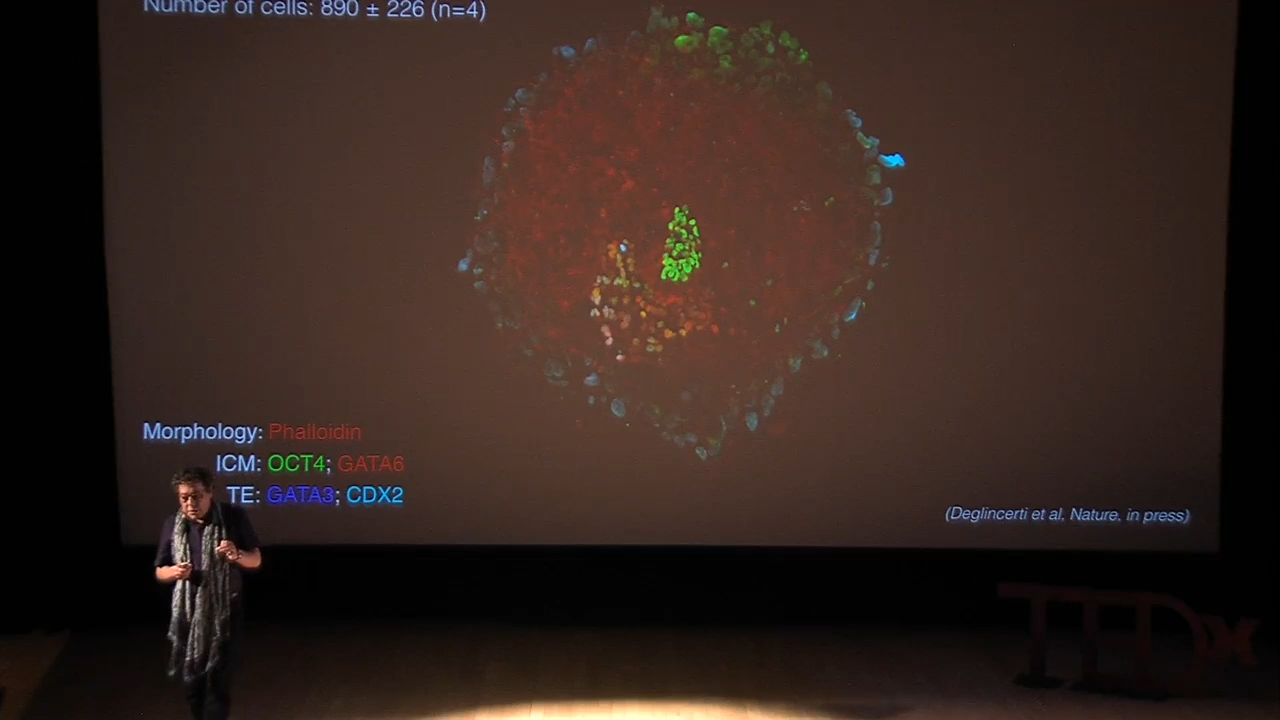 Number of cells: 890 ± 226 (n=4)
Morphology: Phalloidin
ICM: OCT4; GATA6
TE: GATA3; CDX2
(Deglincerti et al, Nature, in press)
TEDx